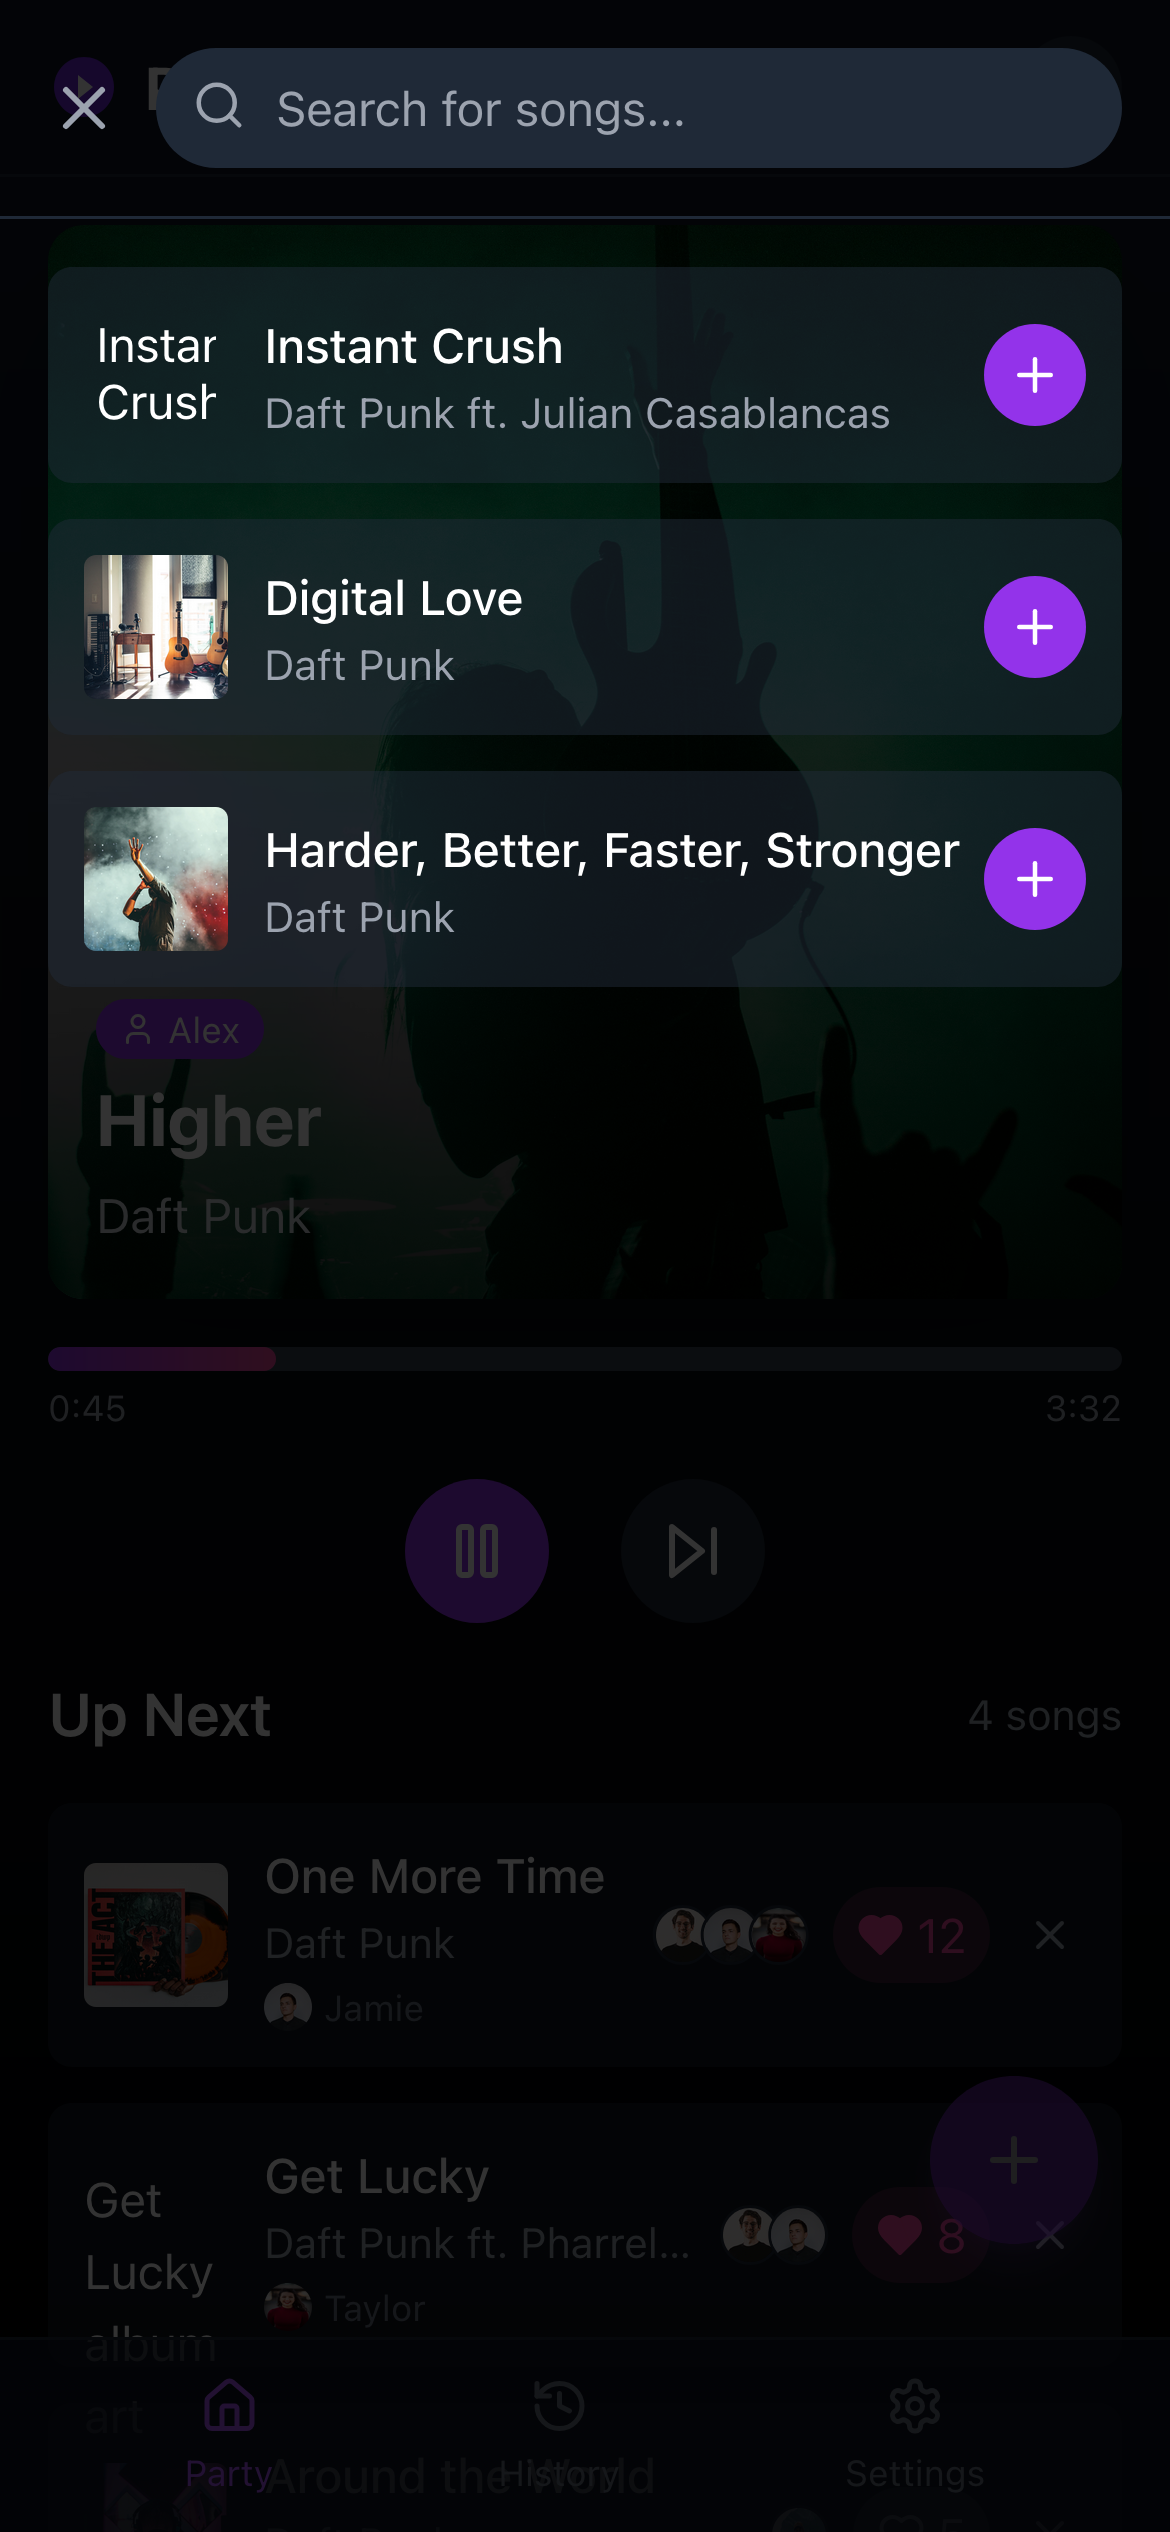 Search for songs...
Instan
Crush
Instant Crush
Daft Punk ft. Julian Casablancas
Digital Love
Daft Punk
Harder, Better, Faster, Stronger
Daft Punk
Alex
Higher
Daft Punk
0:45
3:32
Up Next
4 songs
One More Time
Daft Punk
12
Jamie
Get
Lucky
album
art
Get Lucky
Daft Punk ft. Pharrel...
8
Taylor
Around the World
Party
History
Settings